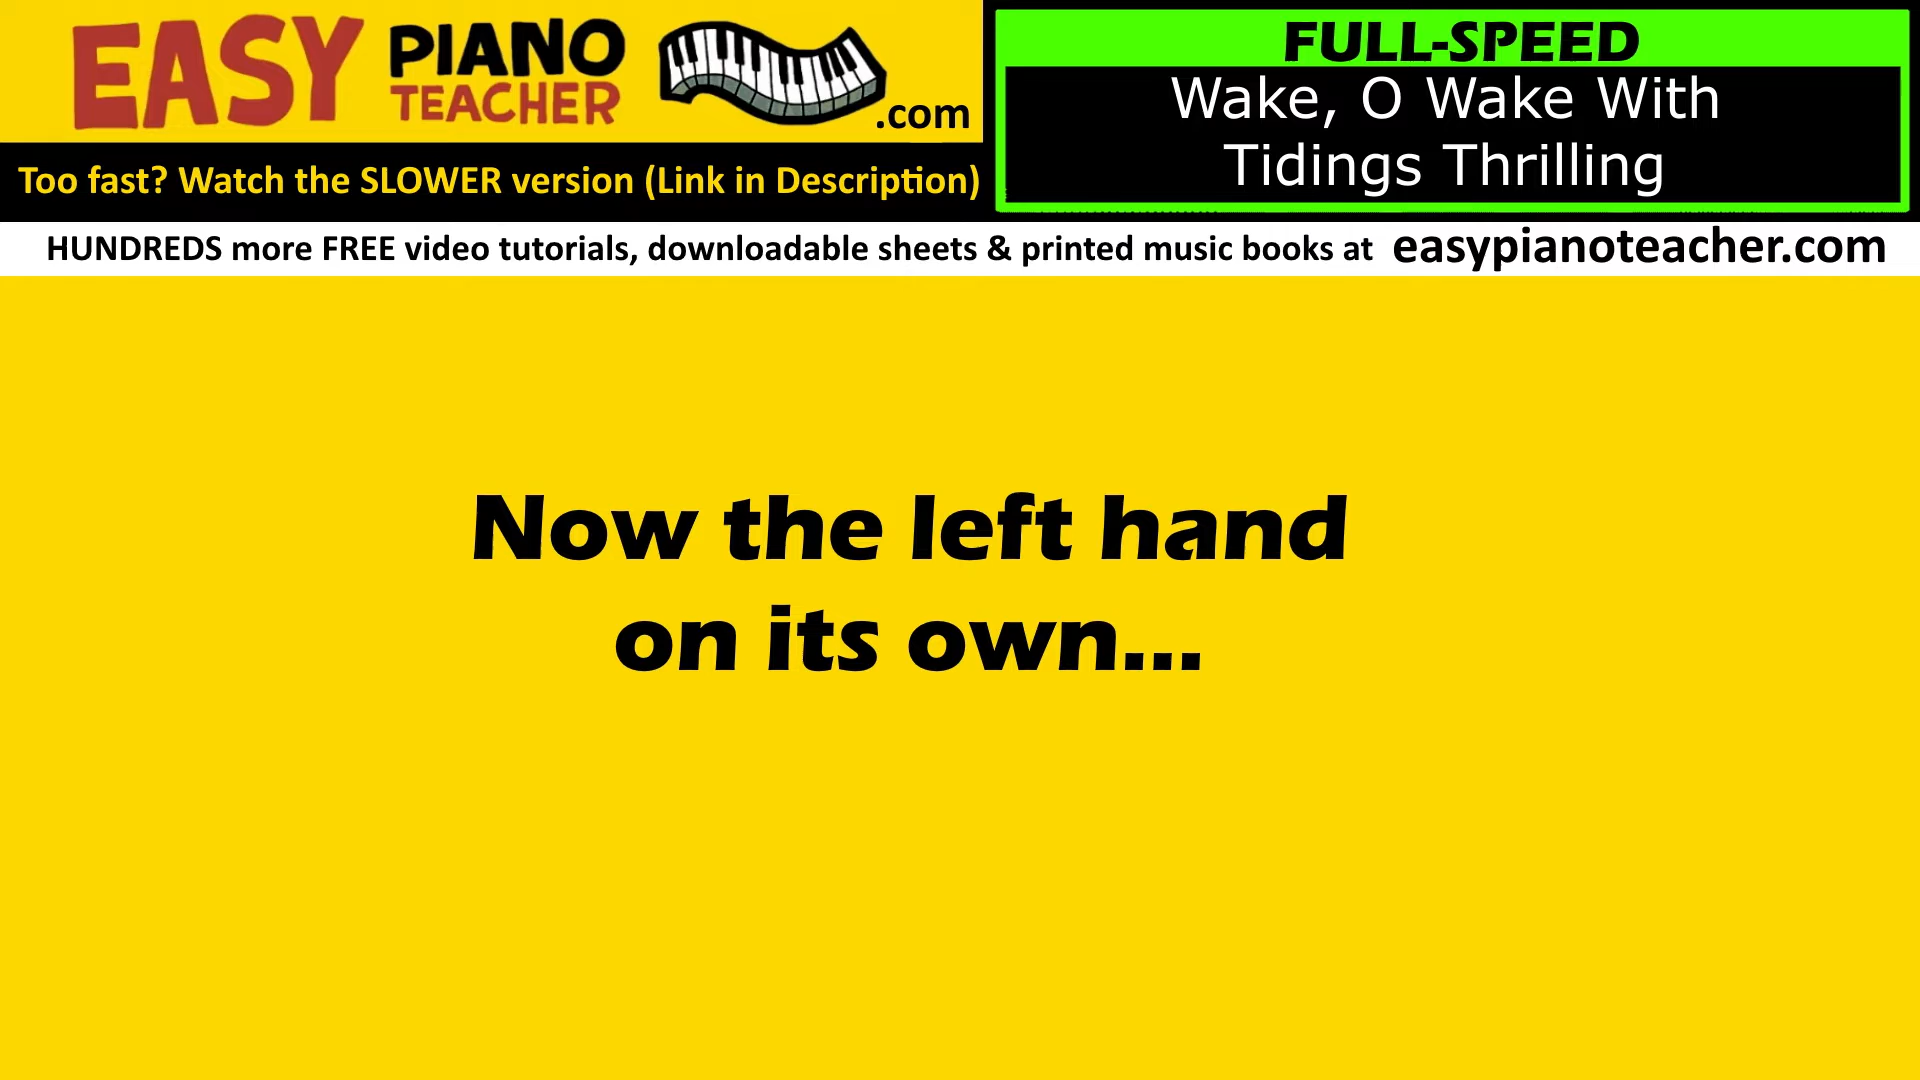 EASY PIANO TEACHER .com
FULL-SPEED
Wake, O Wake With
Tidings Thrilling
Too fast? Watch the SLOWER version (Link in Description)
HUNDREDS more FREE video tutorials, downloadable sheets & printed music books at easypianoteacher.com
Now the left hand
on its own...